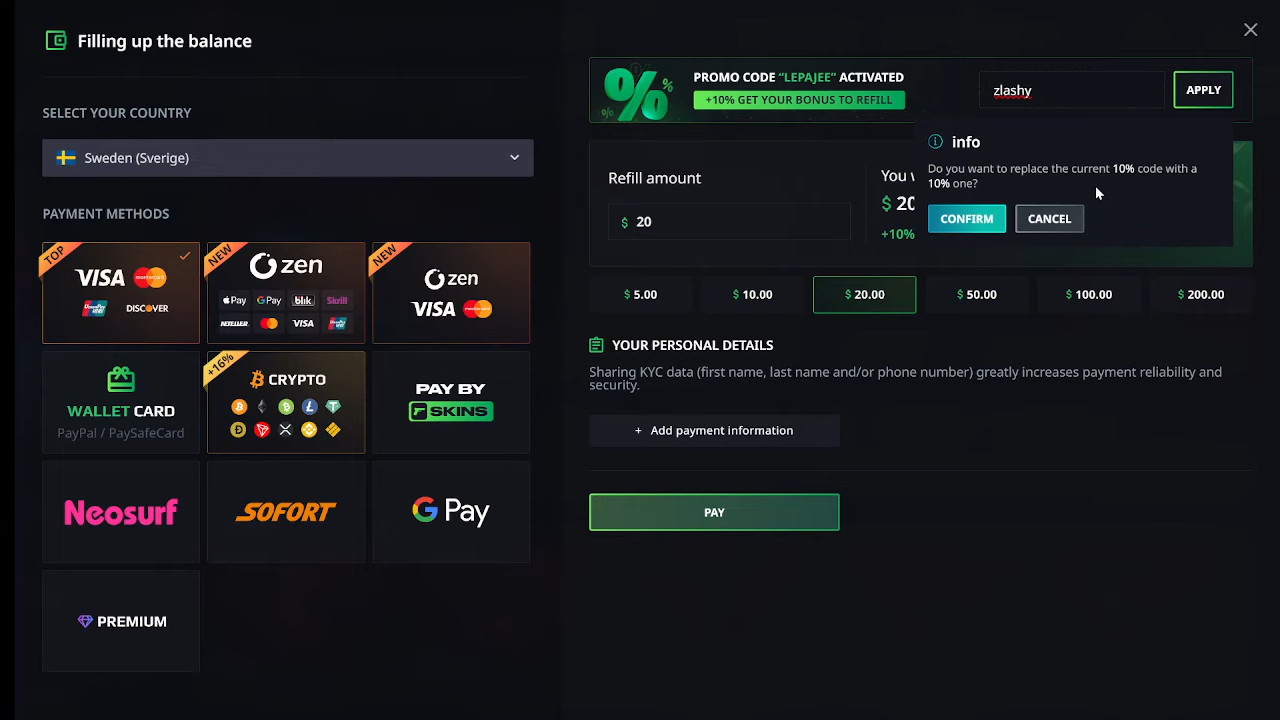 Filling up the balance
SELECT YOUR COUNTRY
Sweden (Sverige)
PAYMENT METHODS
TOP
VISA mastercard
UnionPay DISCOVER
NEW
zen
Pay G Pay blik Skrill
NETELLER VISA
NEW
zen
VISA
WALLET CARD
PayPal / PaySafeCard
+16%
CRYPTO
PAY BY
SKINS
Neosurf
SOFORT
G Pay
PREMIUM
PROMO CODE “LEPAJEE” ACTIVATED
+10% GET YOUR BONUS TO REFILL
zlashy
APPLY
info
Do you want to replace the current 10% code with a
10% one?
CONFIRM
CANCEL
Refill amount
$ 20
You
$ 20
+10%
$ 5.00
$ 10.00
$ 20.00
$ 50.00
$ 100.00
$ 200.00
YOUR PERSONAL DETAILS
Sharing KYC data (first name, last name and/or phone number) greatly increases payment reliability and
security.
+ Add payment information
PAY